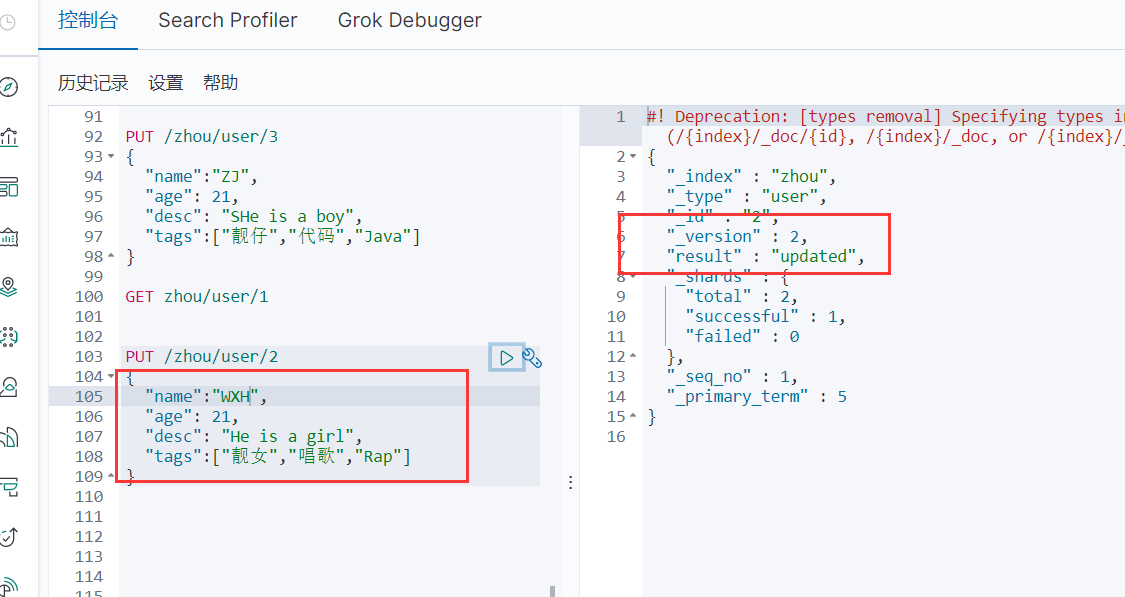 控制台 Search Profiler Grok Debugger
历史记录 设置 帮助
91
92 PUT /zhou/user/3
93 {
94 "name":"ZJ",
95 "age": 21,
96 "desc": "SHe is a boy",
97 "tags":["靓仔","代码","Java"]
98 }
99
100 GET zhou/user/1
101
102
103 PUT /zhou/user/2
104 {
105 "name":"WXH",
106 "age": 21,
107 "desc": "He is a girl",
108 "tags":["靓女","唱歌","Rap"]
109 }
110
111
112
113
114
115
1 #! Deprecation: [types removal] Specifying types i
(/{index}/_doc/{id}, /{index}/_doc, or /{index}/_
2 {
3 "_index" : "zhou",
4 "_type" : "user",
5 "_id" : "2",
6 "_version" : 2,
7 "result" : "updated",
8 "_shards" : {
9 "total" : 2,
10 "successful" : 1,
11 "failed" : 0
12 },
13 "_seq_no" : 1,
14 "_primary_term" : 5
15 }
16